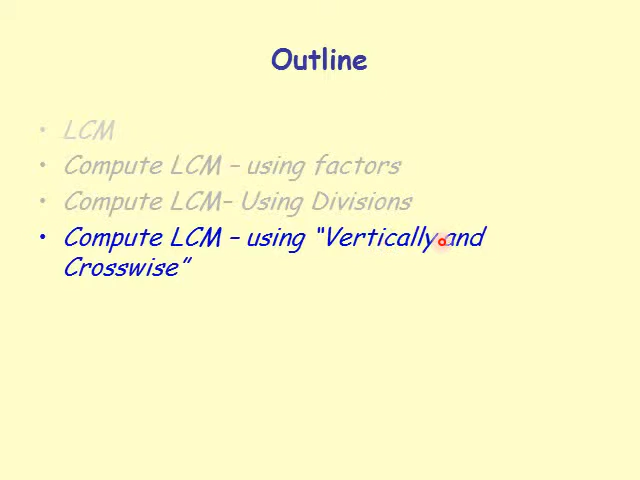 Outline
• LCM
• Compute LCM – using factors
• Compute LCM– Using Divisions
• Compute LCM – using "Vertically and
Crosswise”